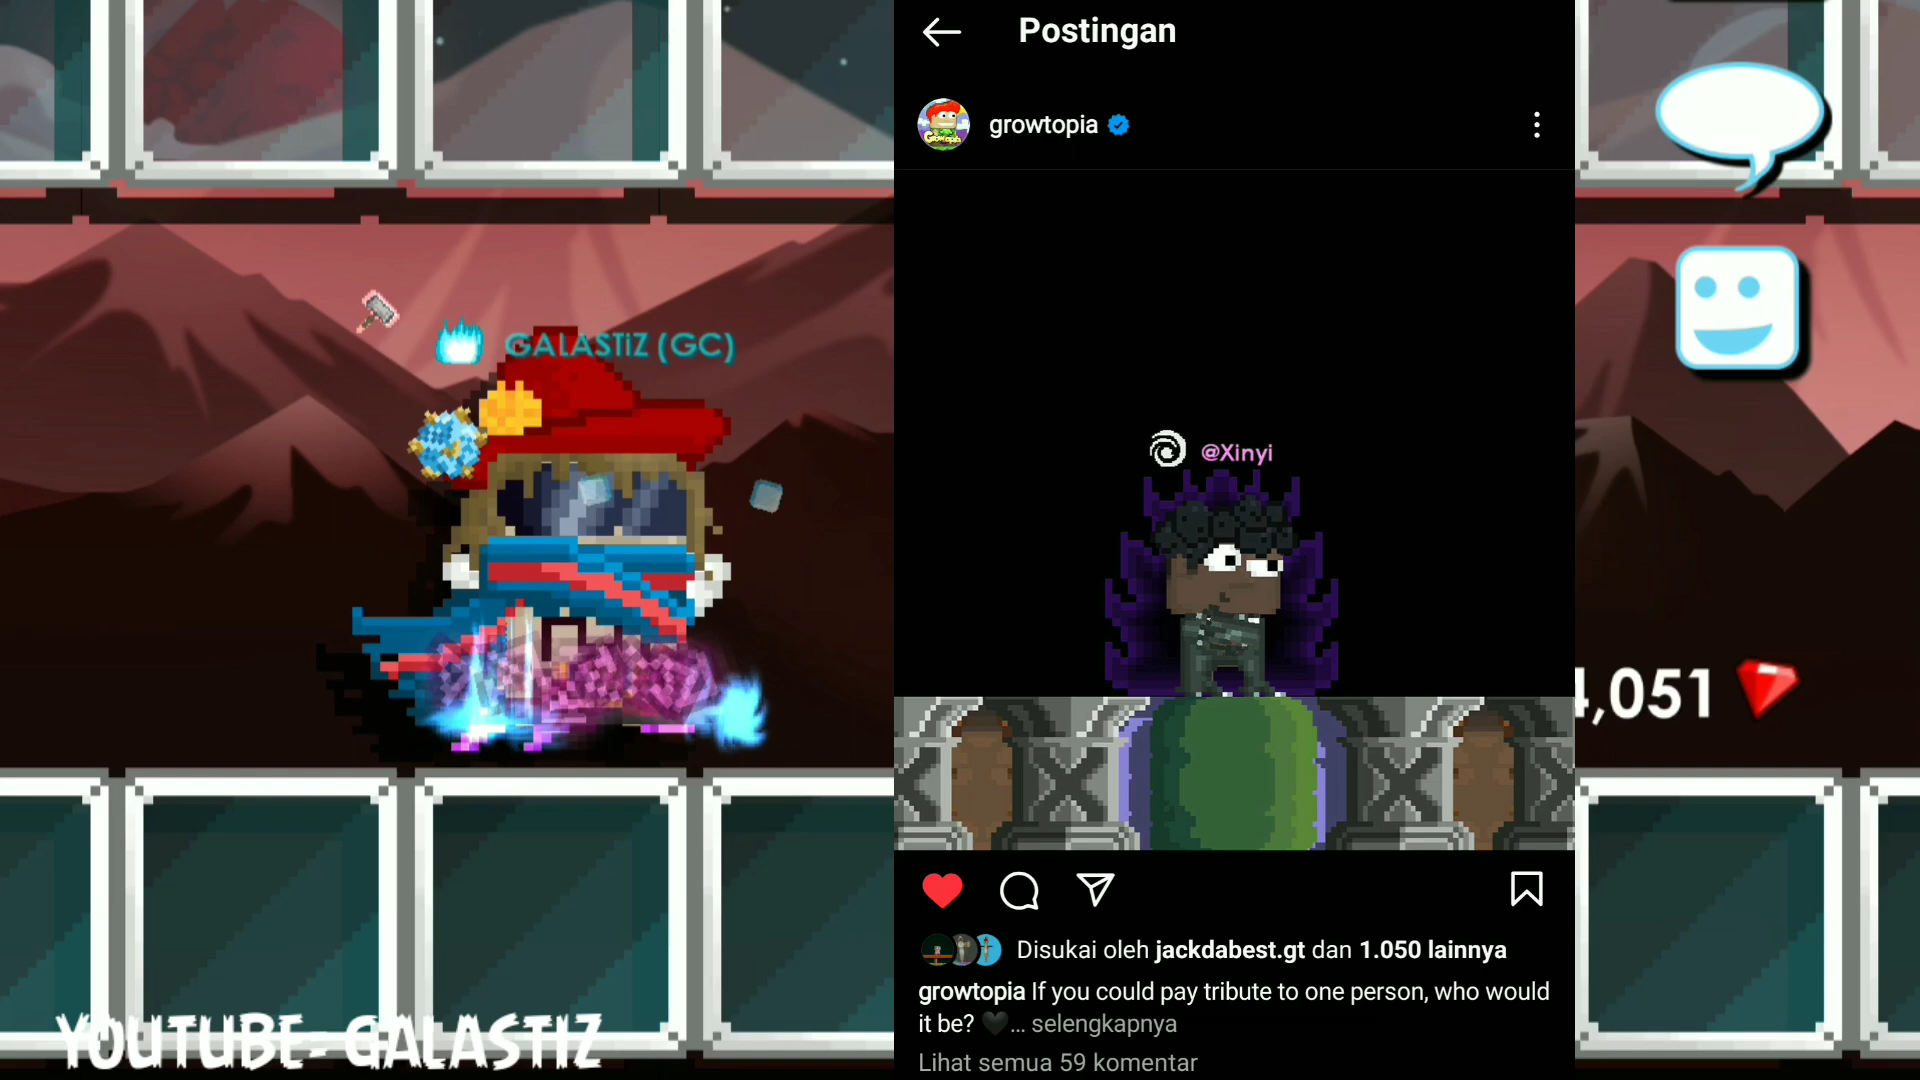 Postingan
growtopia
GALASTiZ (GC)
@Xinyi
4,051
Disukai oleh jackdabest.gt dan 1.050 lainnya
growtopia If you could pay tribute to one person, who would
it be? 🖤... selengkapnya
Lihat semua 59 komentar
YOUTUBE= GALASTIZ